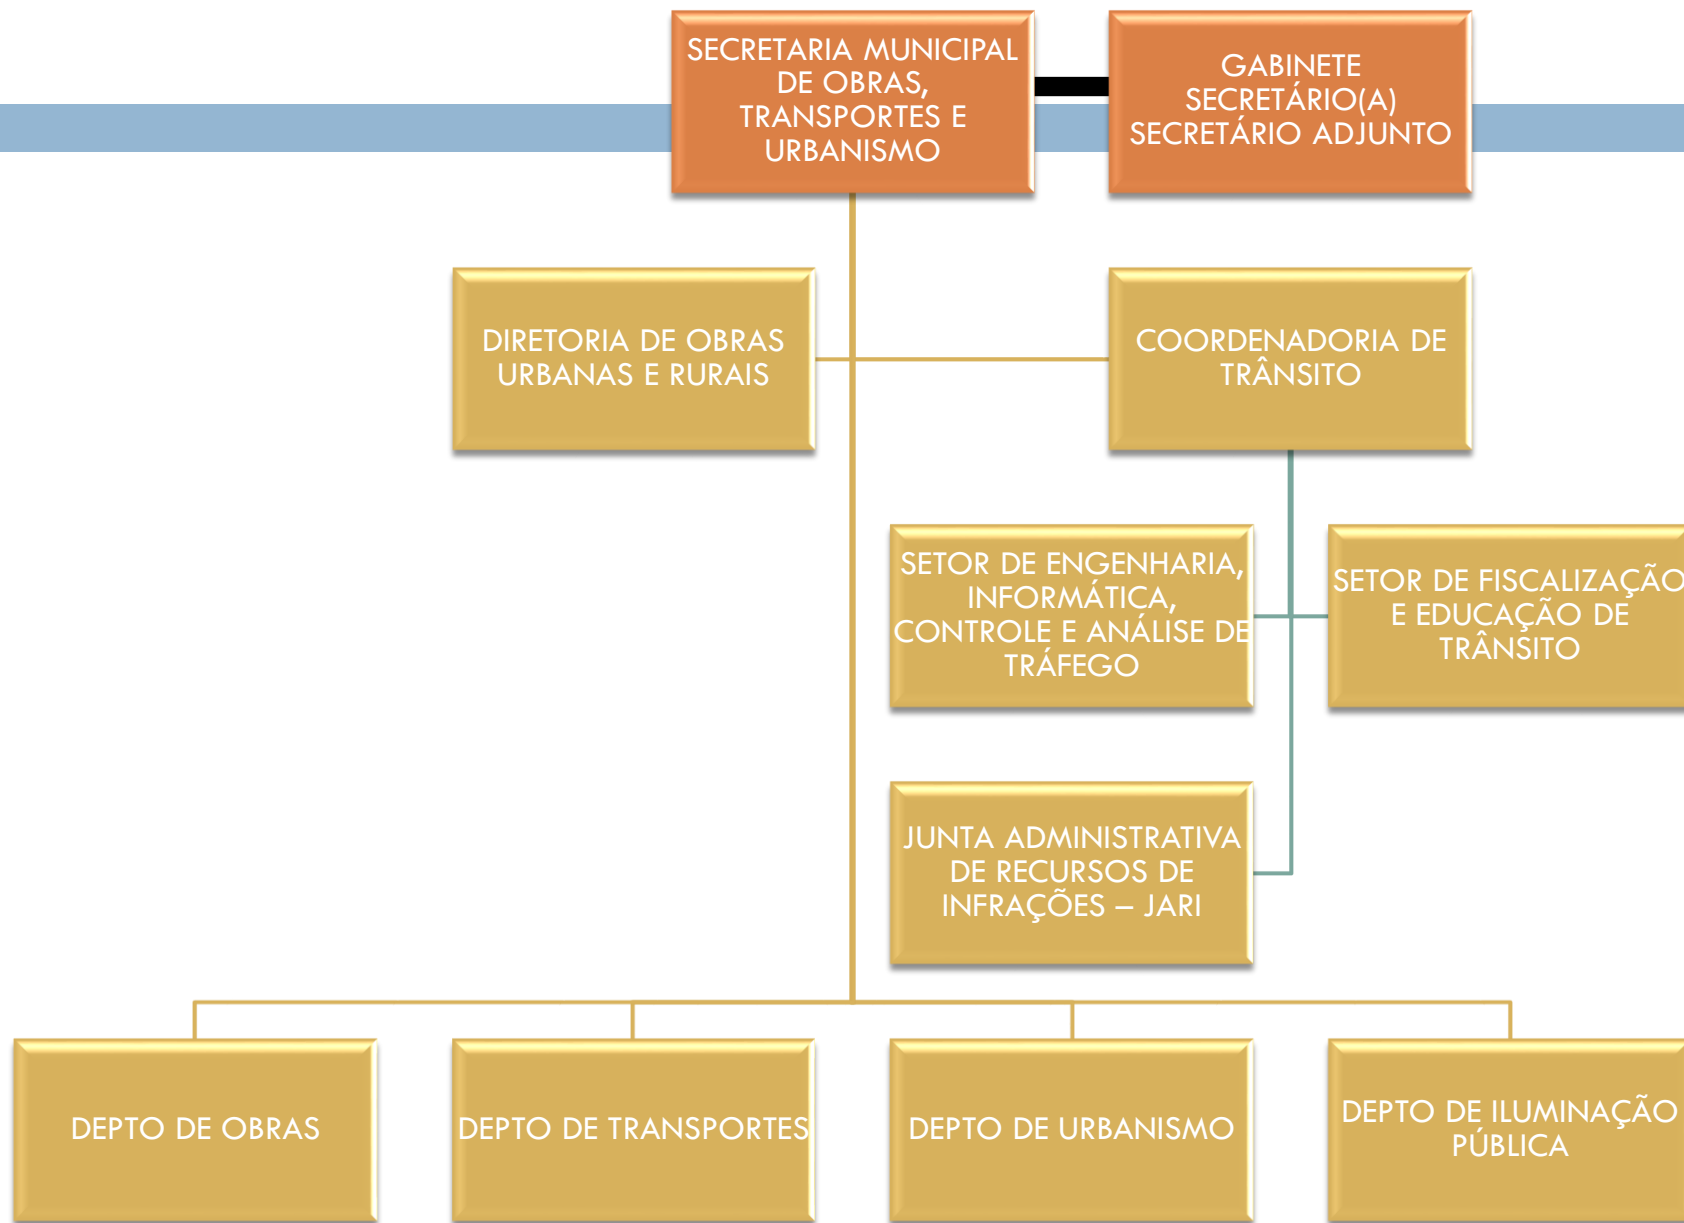 SECRETARIA MUNICIPAL
DE OBRAS,
TRANSPORTES E
URBANISMO
GABINETE
SECRETÁRIO(A)
SECRETÁRIO ADJUNTO
DIRETORIA DE OBRAS
URBANAS E RURAIS
COORDENADORIA DE
TRÂNSITO
SETOR DE ENGENHARIA,
INFORMÁTICA,
CONTROLE E ANÁLISE DE
TRÁFEGO
SETOR DE FISCALIZAÇÃO
E EDUCAÇÃO DE
TRÂNSITO
JUNTA ADMINISTRATIVA
DE RECURSOS DE
INFRAÇÕES – JARI
DEPTO DE OBRAS
DEPTO DE TRANSPORTES
DEPTO DE URBANISMO
DEPTO DE ILUMINAÇÃO
PÚBLICA